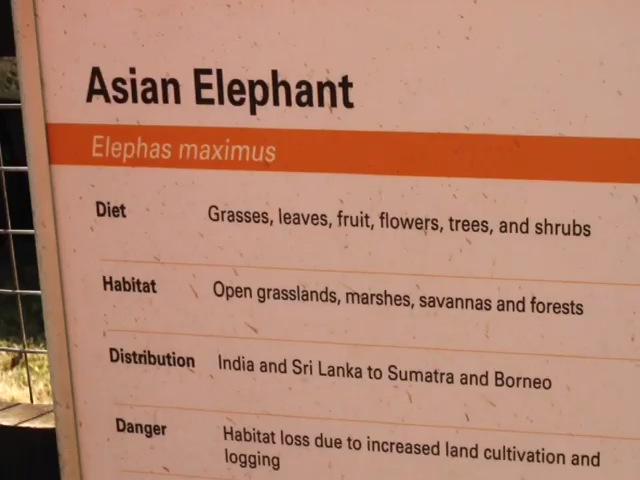 Asian Elephant
Elephas maximus
Diet Grasses, leaves, fruit, flowers, trees, and shrubs
Habitat Open grasslands, marshes, savannas and forests
Distribution India and Sri Lanka to Sumatra and Borneo
Danger Habitat loss due to increased land cultivation and
logging